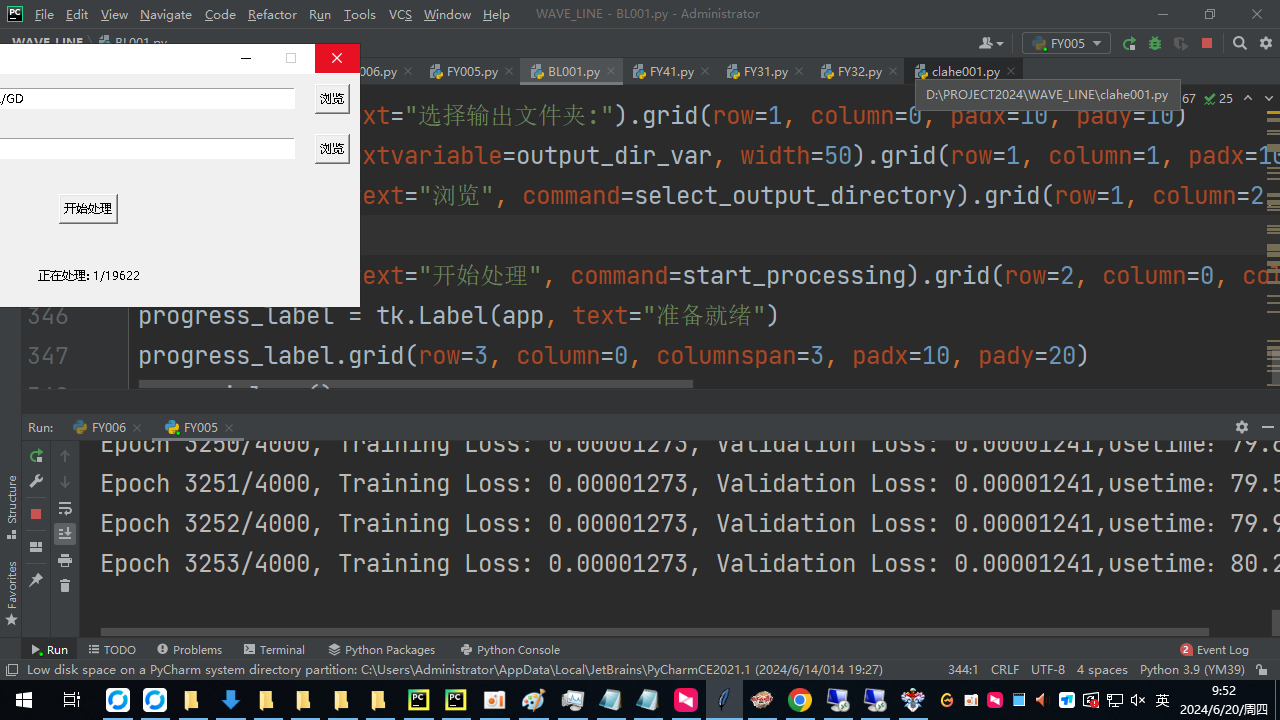 File Edit View Navigate Code Refactor Run Tools VCS Window Help WAVE_LINE - BL001.py - Administrator
WAVE_LINE BL001.py FY005
06.py FY005.py BL001.py FY41.py FY31.py FY32.py clahe001.py
D:\PROJECT2024\WAVE_LINE\clahe001.py
67 25
/GD 浏览
浏览
开始处理
正在处理: 1/19622
xt="选择输出文件夹:").grid(row=1, column=0, padx=10, pady=10)
xtvariable=output_dir_var, width=50).grid(row=1, column=1, padx=10
ext="浏览", command=select_output_directory).grid(row=1, column=2,
ext="开始处理", command=start_processing).grid(row=2, column=0, col
346 progress_label = tk.Label(app, text="准备就绪")
347 progress_label.grid(row=3, column=0, columnspan=3, padx=10, pady=20)
Run: FY006 FY005
Epoch 3250/4000, Training Loss: 0.00001273, Validation Loss: 0.00001241,usetime: 79.
Epoch 3251/4000, Training Loss: 0.00001273, Validation Loss: 0.00001241,usetime: 79.5
Epoch 3252/4000, Training Loss: 0.00001273, Validation Loss: 0.00001241,usetime: 79.9
Epoch 3253/4000, Training Loss: 0.00001273, Validation Loss: 0.00001241,usetime: 80.2
Structure
Favorites
Run TODO Problems Terminal Python Packages Python Console 2 Event Log
Low disk space on a PyCharm system directory partition: C:\Users\Administrator\AppData\Local\JetBrains\PyCharmCE2021.1 (2024/6/14/014 19:27) 344:1 CRLF UTF-8 4 spaces Python 3.9 (YM39)
英 9:52
2024/6/20/周四